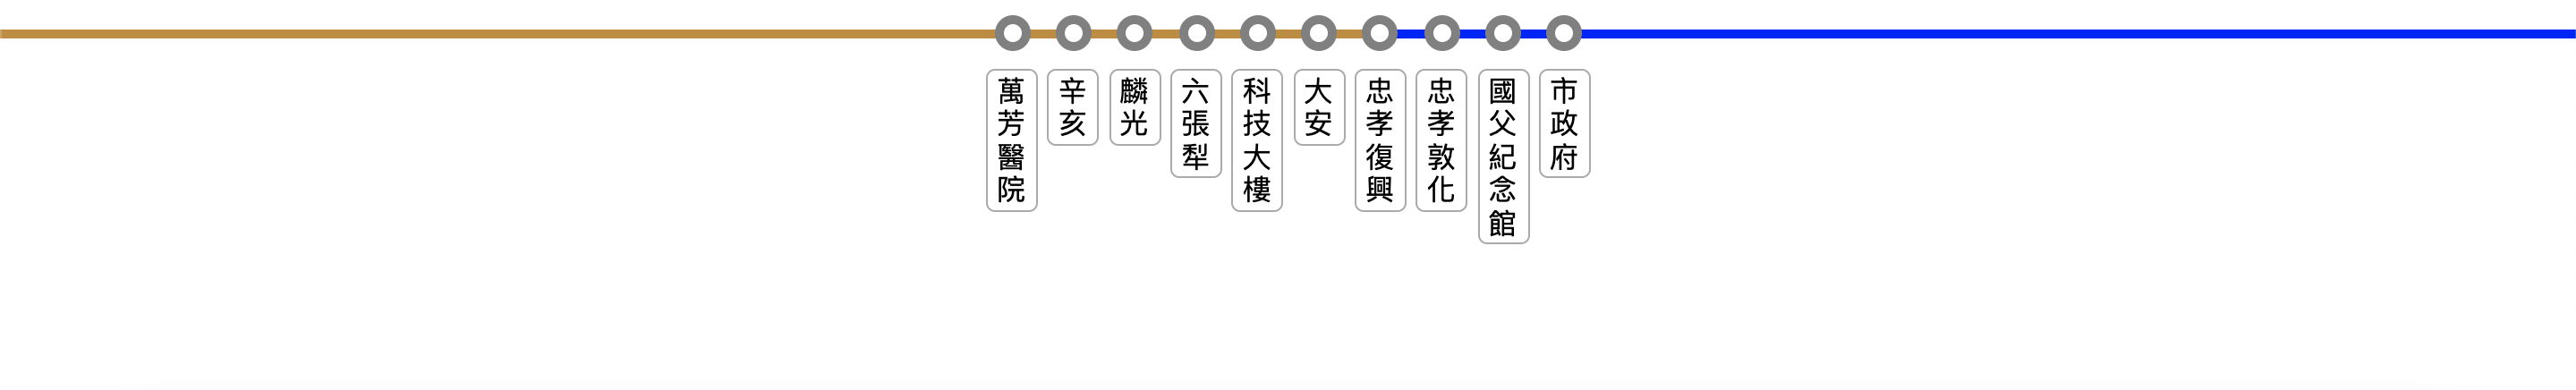 萬芳醫院
辛亥
麟光
六張犁
科技大樓
大安
忠孝復興
忠孝敦化
國父紀念館
市政府